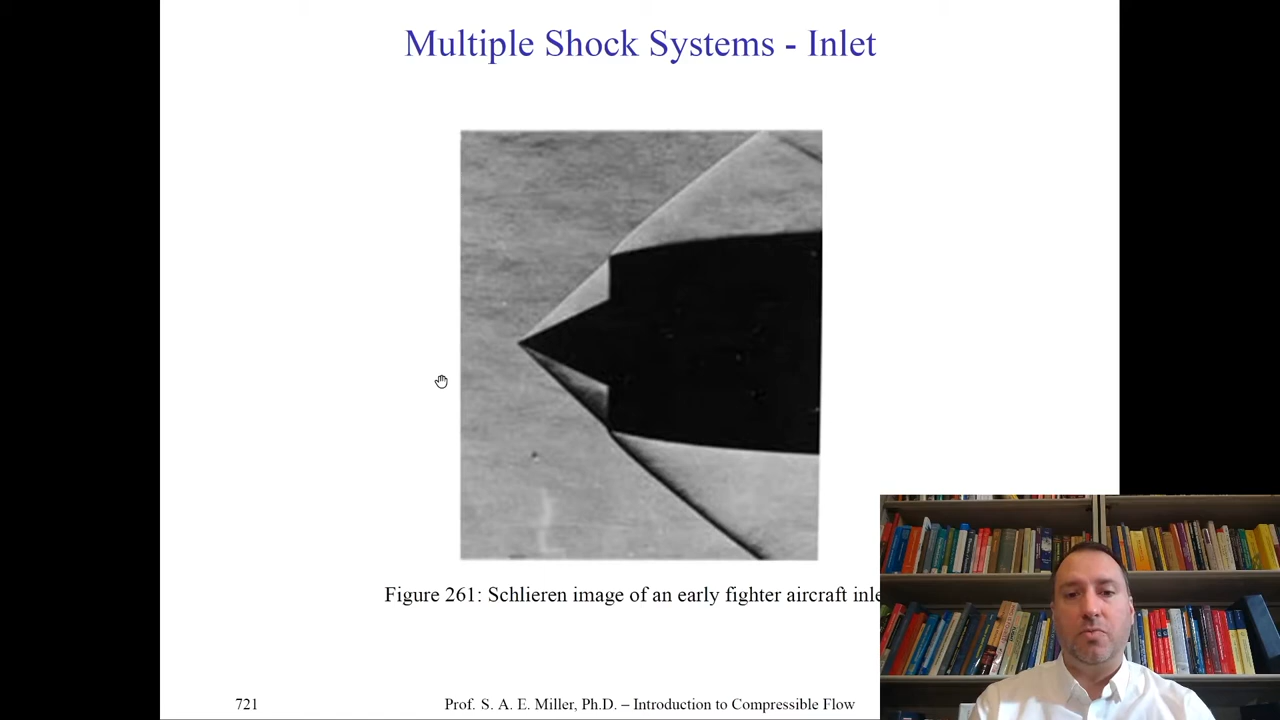 Multiple Shock Systems - Inlet
Figure 261: Schlieren image of an early fighter aircraft
721
Prof. S. A. E. Miller, Ph.D. – Introduction to Compressible Flow